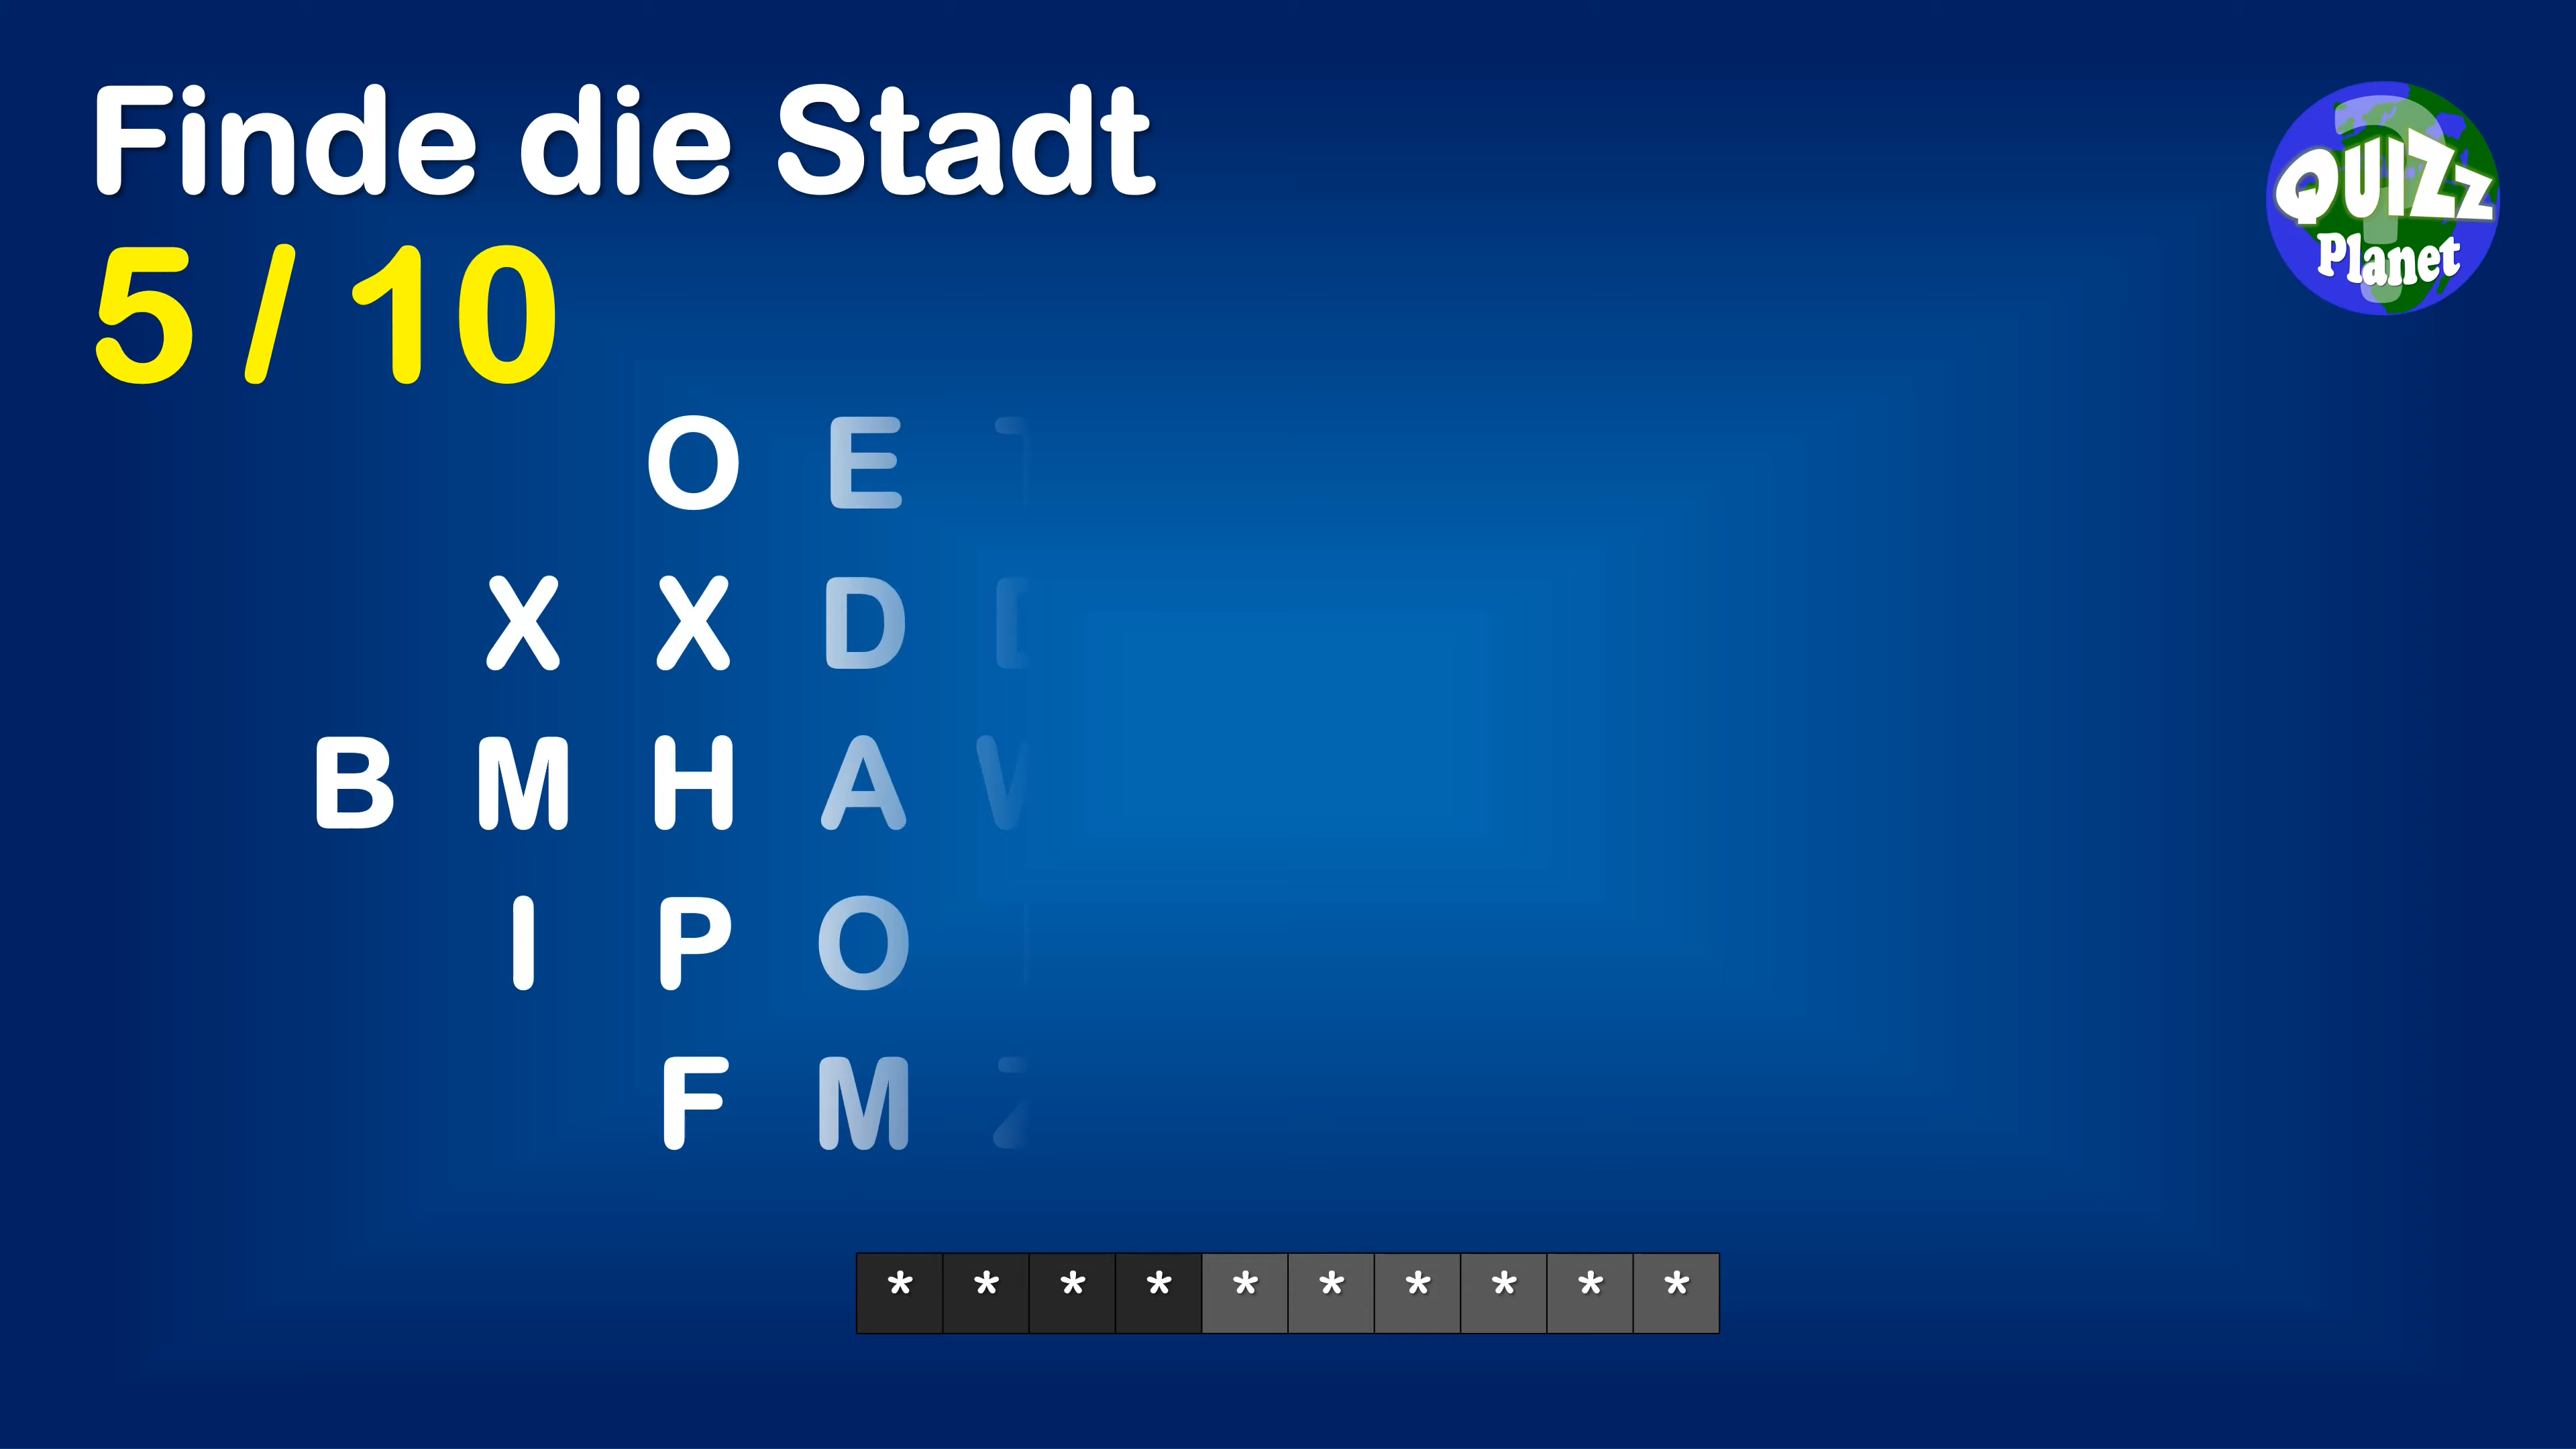 Finde die Stadt
QUIZz
Planet
5 / 10
O E
X X D
B M H A
I P O
F M
* * * * * * * * * *